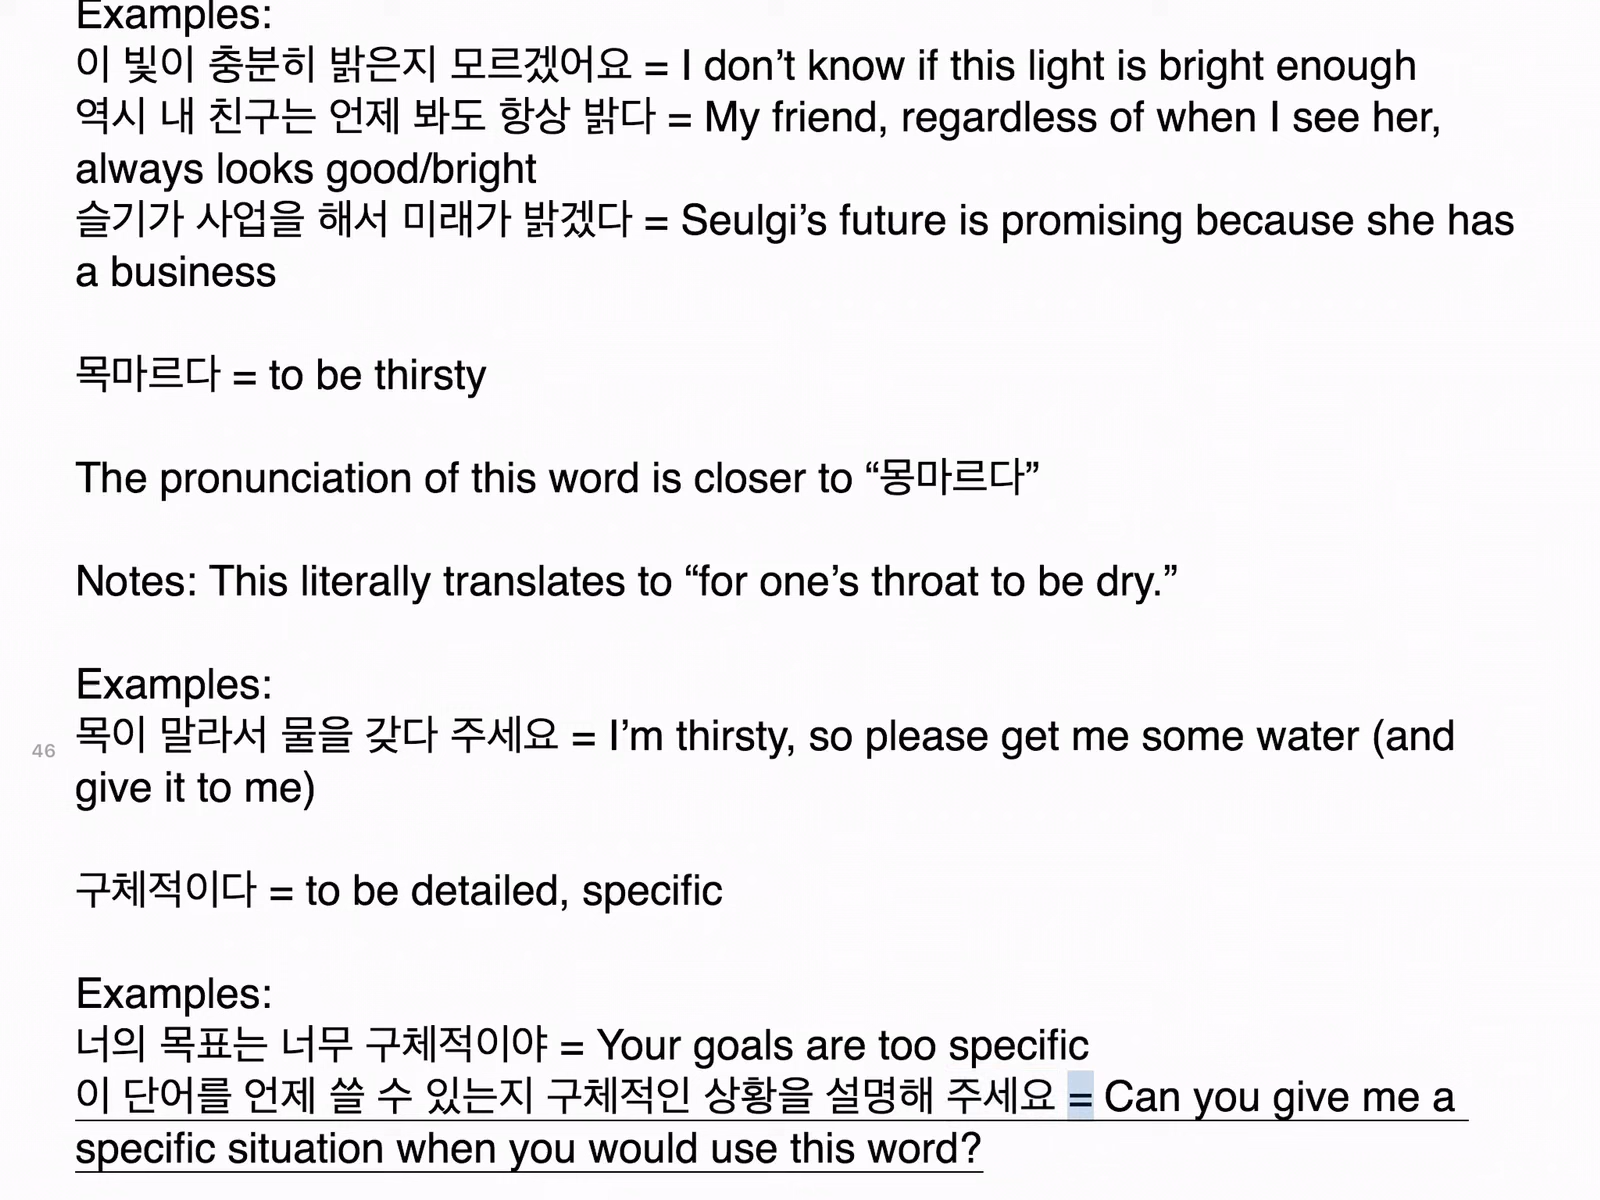 Examples:
이 빛이 충분히 밝은지 모르겠어요 = I don’t know if this light is bright enough
역시 내 친구는 언제 봐도 항상 밝다 = My friend, regardless of when I see her,
always looks good/bright
슬기가 사업을 해서 미래가 밝겠다 = Seulgi’s future is promising because she has
a business
목마르다 = to be thirsty
The pronunciation of this word is closer to “몽마르다”
Notes: This literally translates to “for one’s throat to be dry.”
Examples:
46 목이 말라서 물을 갖다 주세요 = I’m thirsty, so please get me some water (and
give it to me)
구체적이다 = to be detailed, specific
Examples:
너의 목표는 너무 구체적이야 = Your goals are too specific
이 단어를 언제 쓸 수 있는지 구체적인 상황을 설명해 주세요 = Can you give me a
specific situation when you would use this word?